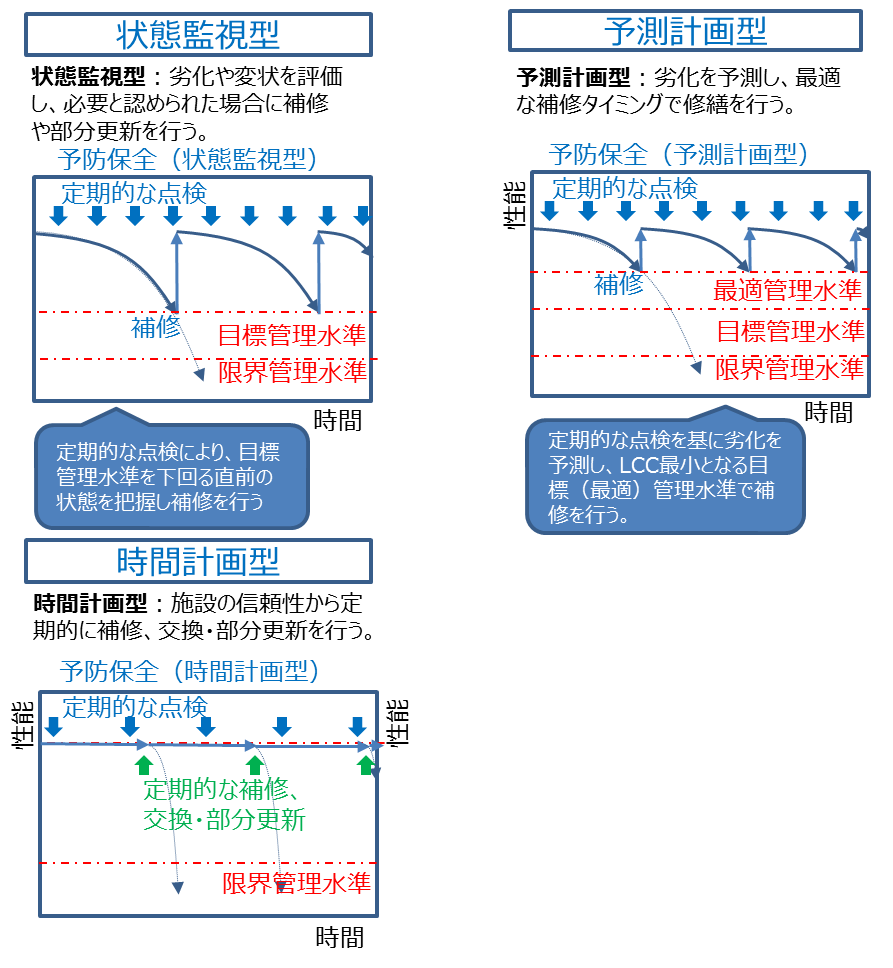 状態監視型
状態監視型：劣化や変状を評価
し、必要と認められた場合に補修
や部分更新を行う。
予防保全（状態監視型）
定期的な点検
補修
目標管理水準
限界管理水準
時間
定期的な点検により、目標
管理水準を下回る直前の
状態を把握し補修を行う
予測計画型
予測計画型：劣化を予測し、最適
な補修タイミングで修繕を行う。
予防保全（予測計画型）
性能
定期的な点検
補修
最適管理水準
目標管理水準
限界管理水準
時間
定期的な点検を基に劣化を
予測し、LCC最小となる目
標（最適）管理水準で補
修を行う。
時間計画型
時間計画型：施設の信頼性から定
期的に補修、交換・部分更新を行う。
予防保全（時間計画型）
性能
定期的な点検
性能
定期的な補修、
交換・部分更新
限界管理水準
時間